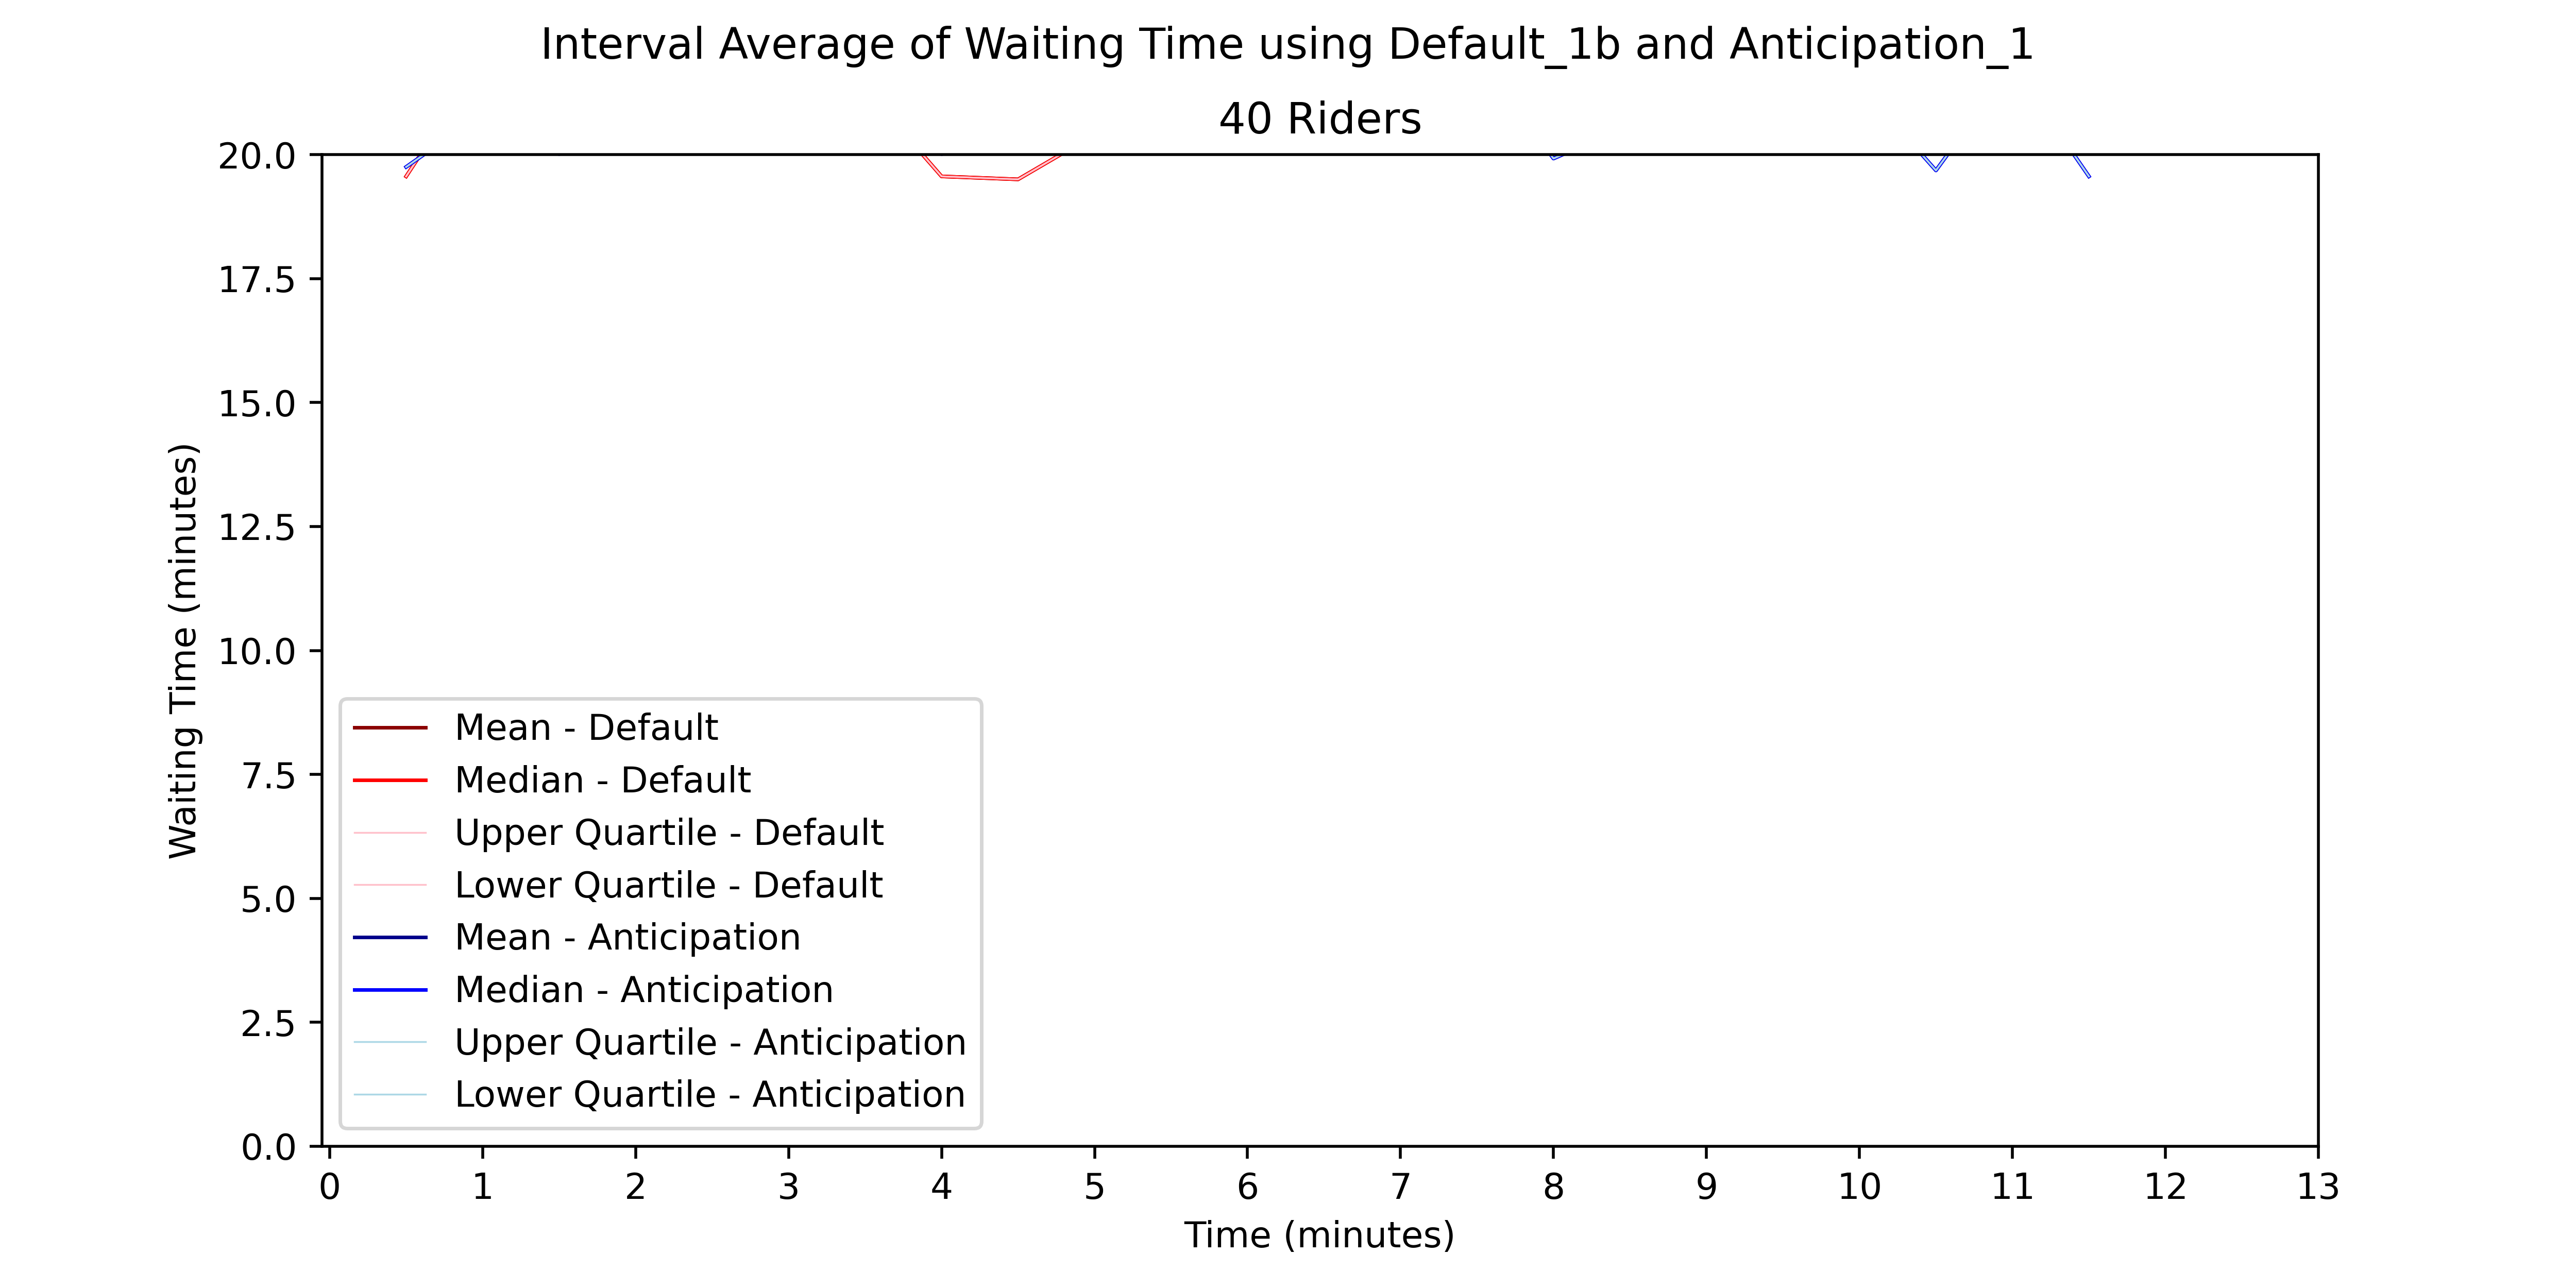 Interval Average of Waiting Time using Default_1b and Anticipation_1
40 Riders
20.0
17.5
15.0
12.5
10.0
7.5
5.0
2.5
0.0
Waiting Time (minutes)
Mean - Default
Median - Default
Upper Quartile - Default
Lower Quartile - Default
Mean - Anticipation
Median - Anticipation
Upper Quartile - Anticipation
Lower Quartile - Anticipation
0 1 2 3 4 5 6 7 8 9 10 11 12 13
Time (minutes)